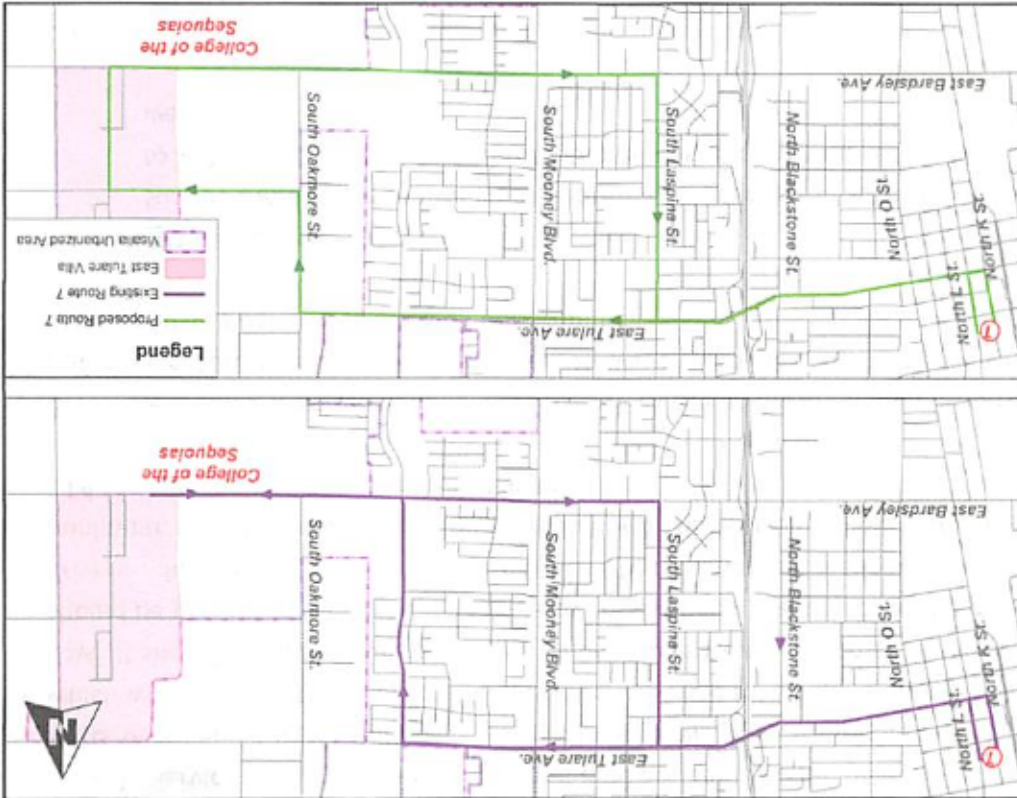 East Tulare Ave.
North L St.
North K St.
North O St.
North Blackstone St.
South Laspina St.
South Mooney Blvd.
South Oakmore St.
East Bardsley Ave.
College of the
Sequoias
N
Legend
Proposed Route 7
Existing Route 7
East Tulare Villa
Visalia Urbanized Area
East Tulare Ave.
North L St.
North K St.
North O St.
North Blackstone St.
South Laspina St.
South Mooney Blvd.
South Oakmore St.
East Bardsley Ave.
College of the
Sequoias